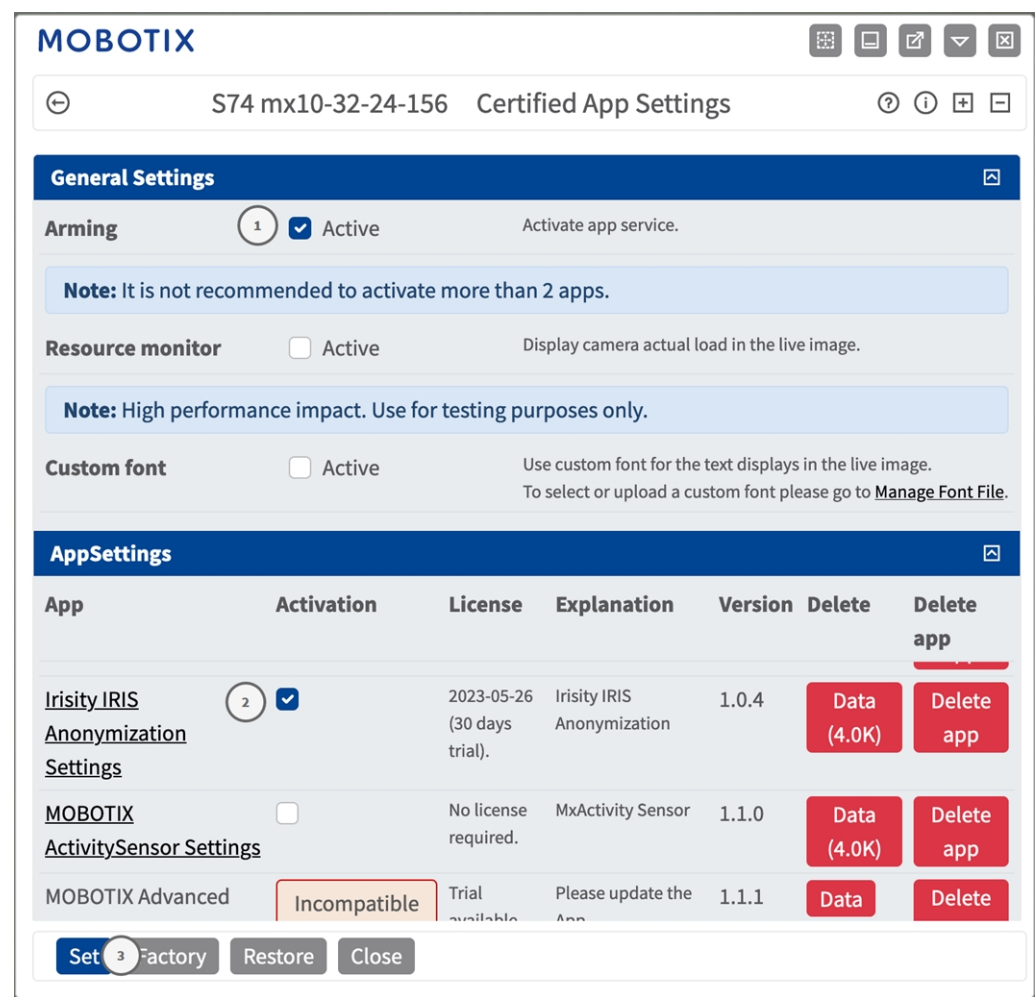 MOBOTIX
S74 mx10-32-24-156 Certified App Settings
General Settings
Arming 1 Active Activate app service.
Note: It is not recommended to activate more than 2 apps.
Resource monitor Active Display camera actual load in the live image.
Note: High performance impact. Use for testing purposes only.
Custom font Active Use custom font for the text displays in the live image.
To select or upload a custom font please go to Manage Font File.
AppSettings
App Activation License Explanation Version Delete Delete
app
Irisity IRIS 2 2023-05-26 Irisity IRIS 1.0.4 Data Delete
Anonymization (30 days Anonymization (4.0K) app
Settings trial).
MOBOTIX No license MxActivity Sensor 1.1.0 Data Delete
ActivitySensor Settings required. (4.0K) app
MOBOTIX Advanced Incompatible Trial Please update the 1.1.1 Data Delete
available App
Set 3 Factory Restore Close